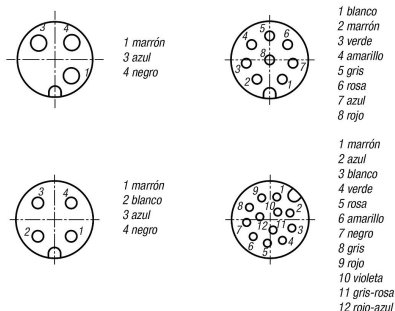 3 4
1
1 marrón
3 azul
4 negro
5
4 6
8
3 7
2 1
1 blanco
2 marrón
3 verde
4 amarillo
5 gris
6 rosa
7 azul
8 rojo
3 4
2 1
1 marrón
2 blanco
3 azul
4 negro
9 1
8 10 2
7 12 11 3
6 5 4
1 marrón
2 azul
3 blanco
4 verde
5 rosa
6 amarillo
7 negro
8 gris
9 rojo
10 violeta
11 gris-rosa
12 rojo-azul